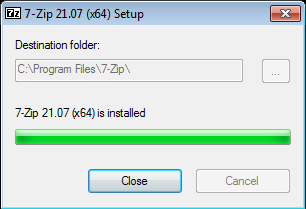 7z 7-Zip 21.07 (x64) Setup
Destination folder:
C:\Program Files\7-Zip\
...
7-Zip 21.07 (x64) is installed
Close Cancel